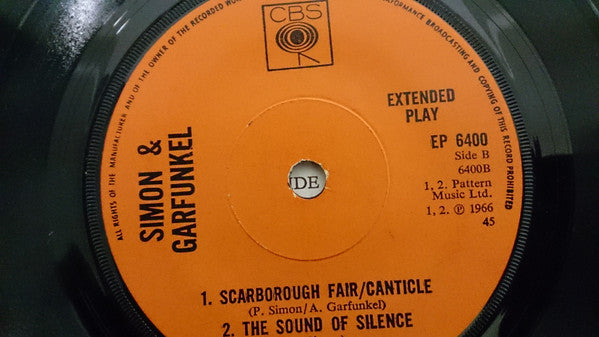 CBS
ALL RIGHTS OF THE MANUFACTURER AND OF THE OWNER OF THE RECORDED WOR
RFORMANCE BROADCASTING AND COPYING OF THIS RECORD PROHIBITED
SIMON &
GARFUNKEL
EXTENDED
PLAY
EP 6400
Side B
6400B
1, 2. Pattern
Music Ltd.
1, 2. ℗ 1966
45
DE
1. SCARBOROUGH FAIR/CANTICLE
(P. Simon/A. Garfunkel)
2. THE SOUND OF SILENCE